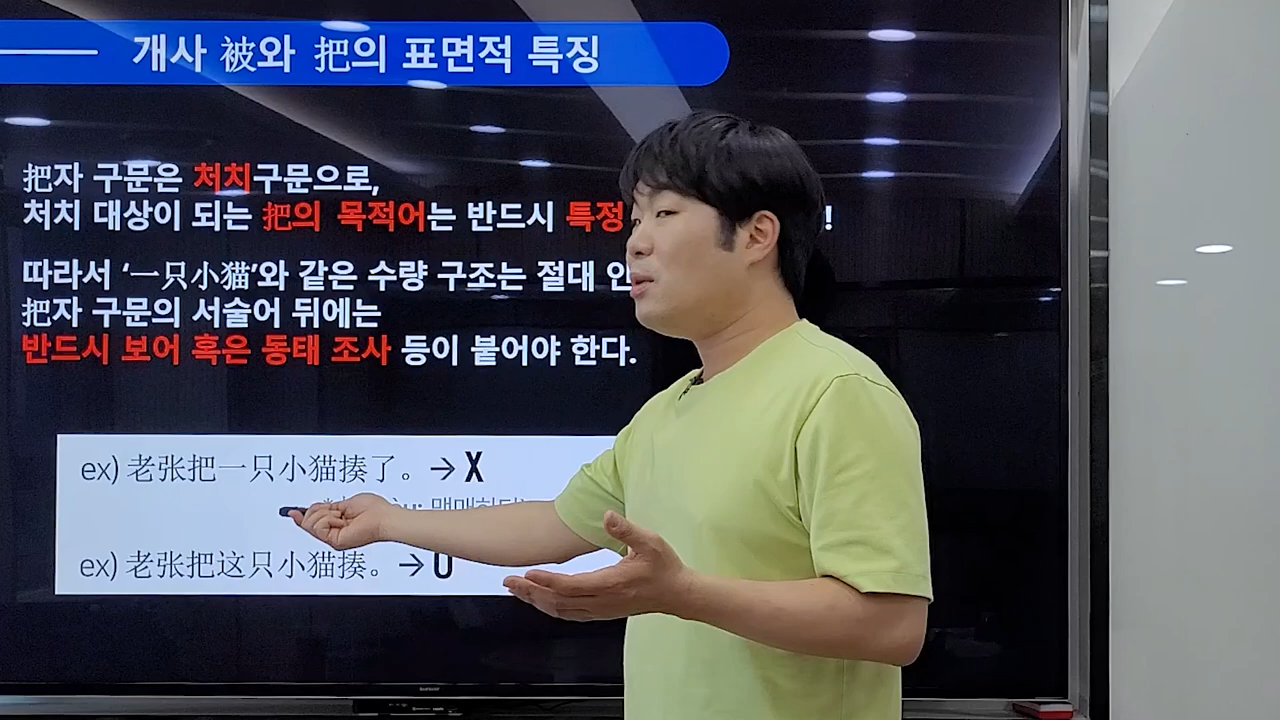 개사 被와 把의 표면적 특징
把자 구문은 처치구문으로,
처치 대상이 되는 把의 목적어는 반드시 특정 !
따라서 ‘一只小猫’와 같은 수량 구조는 절대
把자 구문의 서술어 뒤에는
반드시 보어 혹은 동태 조사 등이 붙어야 한다.
ex) 老张把一只小猫揍了。→ X
ex) 老张把这只小猫揍。→ O